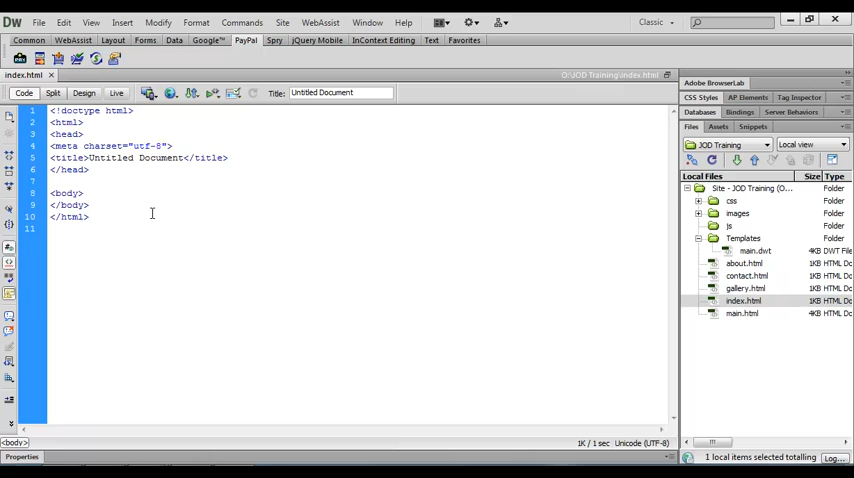 Dw File Edit View Insert Modify Format Commands Site WebAssist Window Help Classic
Common WebAssist Layout Forms Data Google™ PayPal Spry jQuery Mobile InContext Editing Text Favorites
index.html
O:\JOD Training\index.html
Code Split Design Live Title: Untitled Document
1 <!doctype html>
2 <html>
3 <head>
4 <meta charset="utf-8">
5 <title>Untitled Document</title>
6 </head>
7
8 <body>
9 </body>
10 </html>
11
<body>
1K / 1 sec Unicode (UTF-8)
Properties
Adobe BrowserLab
CSS Styles AP Elements Tag Inspector
Databases Bindings Server Behaviors
Files Assets Snippets
JOD Training Local view
Local Files Size Type
Site - JOD Training (O... Folder
css Folder
images Folder
js Folder
Templates Folder
main.dwt 4KB DWT File
about.html 1KB HTML Do
contact.html 1KB HTML Do
gallery.html 1KB HTML Do
index.html 1KB HTML Do
main.html 1KB HTML Do
1 local items selected totalling Log...